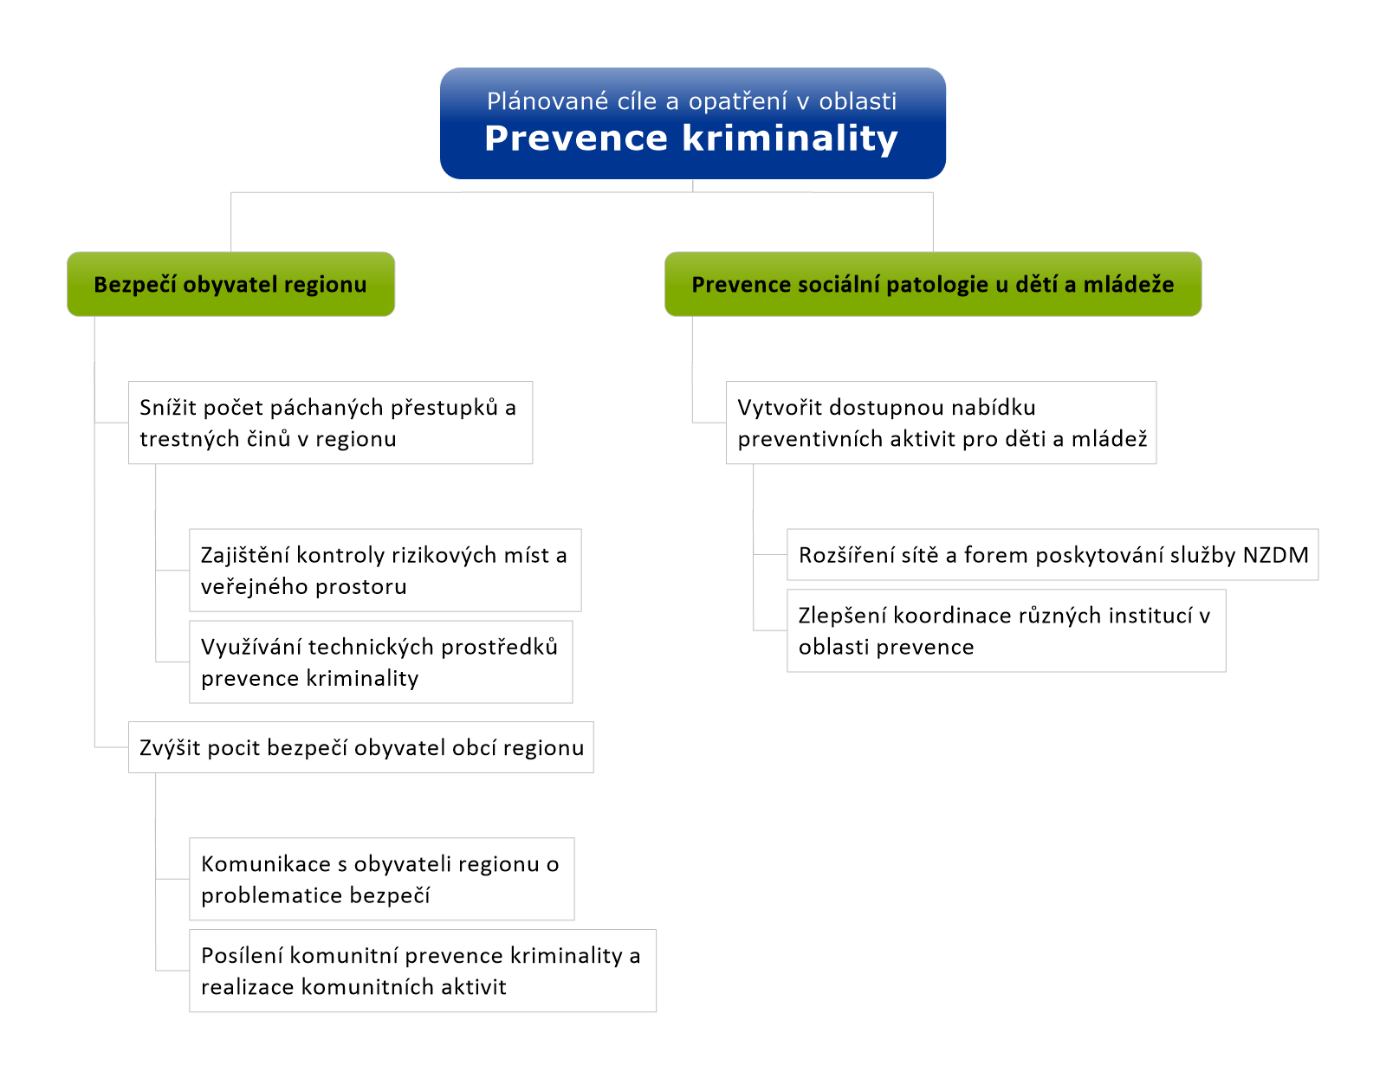 Plánované cíle a opatření v oblasti
Prevence kriminality
Bezpečí obyvatel regionu
Snížit počet páchaných přestupků a
trestných činů v regionu
Zajištění kontroly rizikových míst a
veřejného prostoru
Využívání technických prostředků
prevence kriminality
Zvýšit pocit bezpečí obyvatel obcí regionu
Komunikace s obyvateli regionu o
problematice bezpečí
Posílení komunitní prevence kriminality a
realizace komunitních aktivit
Prevence sociální patologie u dětí a mládeže
Vytvořit dostupnou nabídku
preventivních aktivit pro děti a mládež
Rozšíření sítě a forem poskytování služby NZDM
Zlepšení koordinace různých institucí v
oblasti prevence